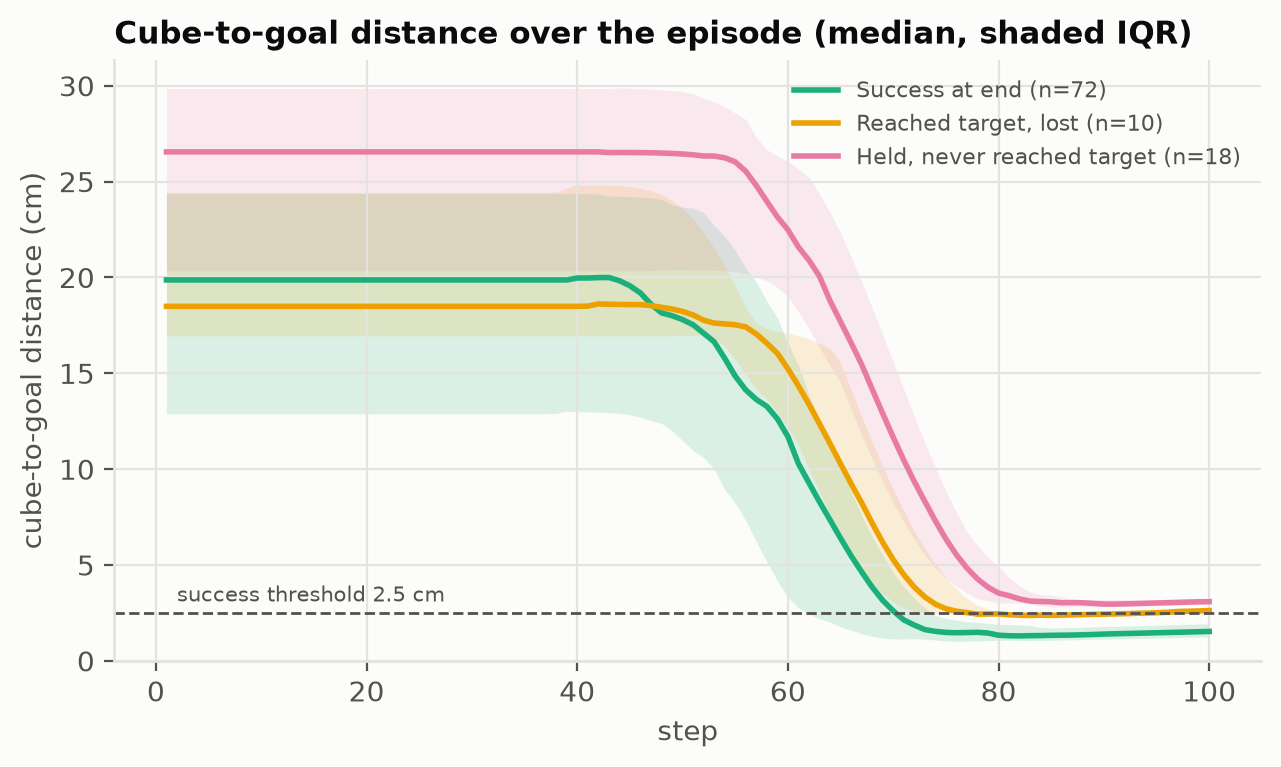 Cube-to-goal distance over the episode (median, shaded IQR)
cube-to-goal distance (cm)
30
25
20
15
10
5
0
Success at end (n=72)
Reached target, lost (n=10)
Held, never reached target (n=18)
success threshold 2.5 cm
0 20 40 60 80 100
step